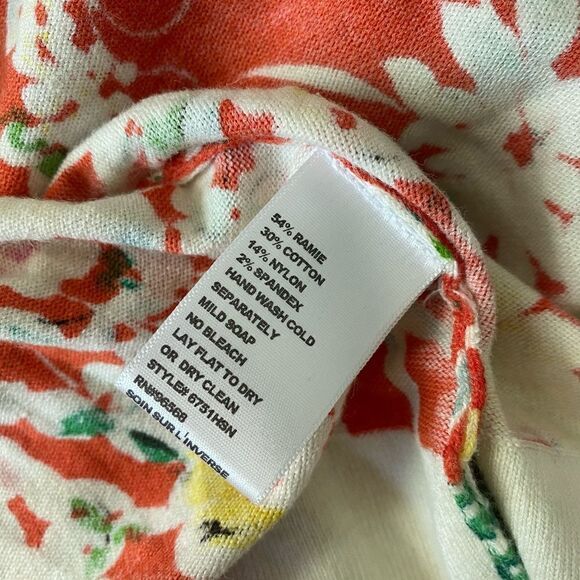 54% RAMIE
30% COTTON
14% NYLON
2% SPANDEX
HAND WASH COLD
SEPARATELY
MILD SOAP
NO BLEACH
LAY FLAT TO DRY
OR DRY CLEAN
STYLE# 6751HSN
RN#96568
SOIN SUR L'INVERSE